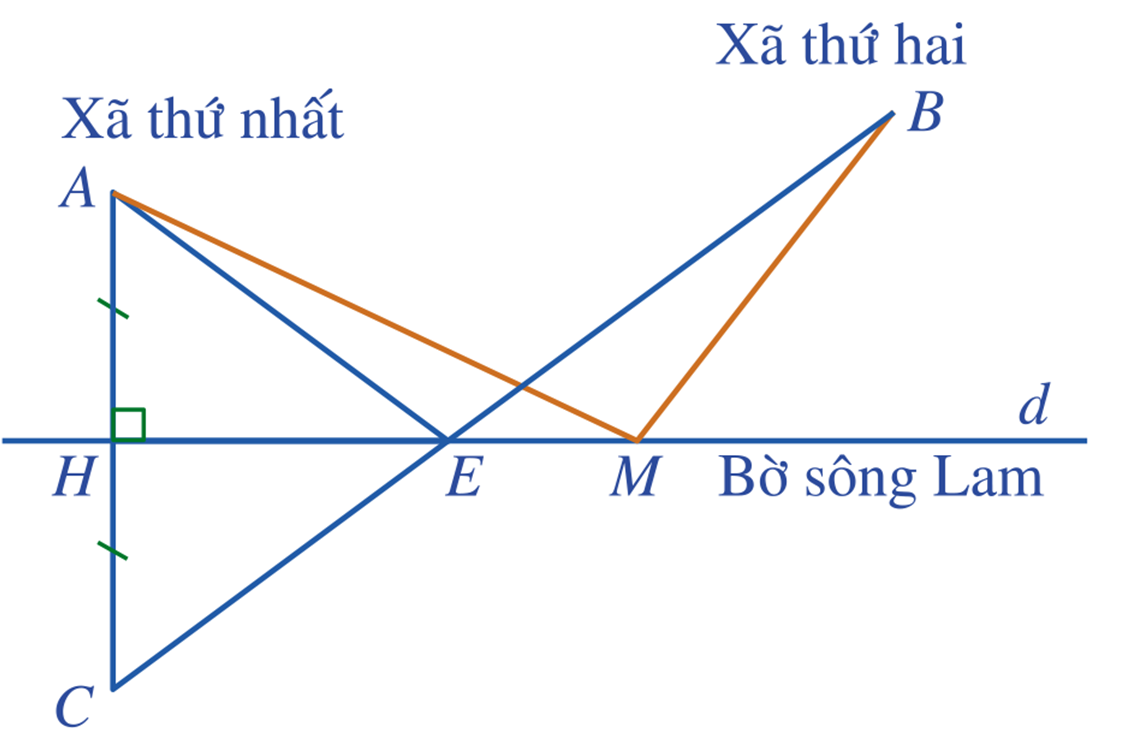 Xã thứ hai
B
Xã thứ nhất
A
d
H
E
M
Bờ sông Lam
C